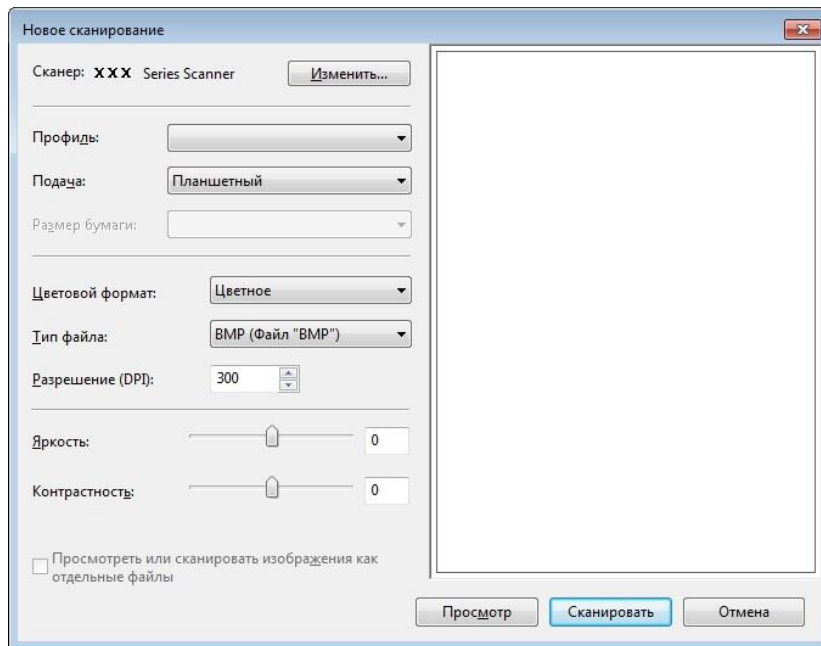 Новое сканирование
Сканер: XXX Series Scanner Изменить...
Профиль:
Подача: Планшетный
Размер бумаги:
Цветовой формат: Цветное
Тип файла: BMP (Файл "BMP")
Разрешение (DPI): 300
Яркость: 0
Контрастность: 0
Просмотреть или сканировать изображения как
отдельные файлы
Просмотр Сканировать Отмена